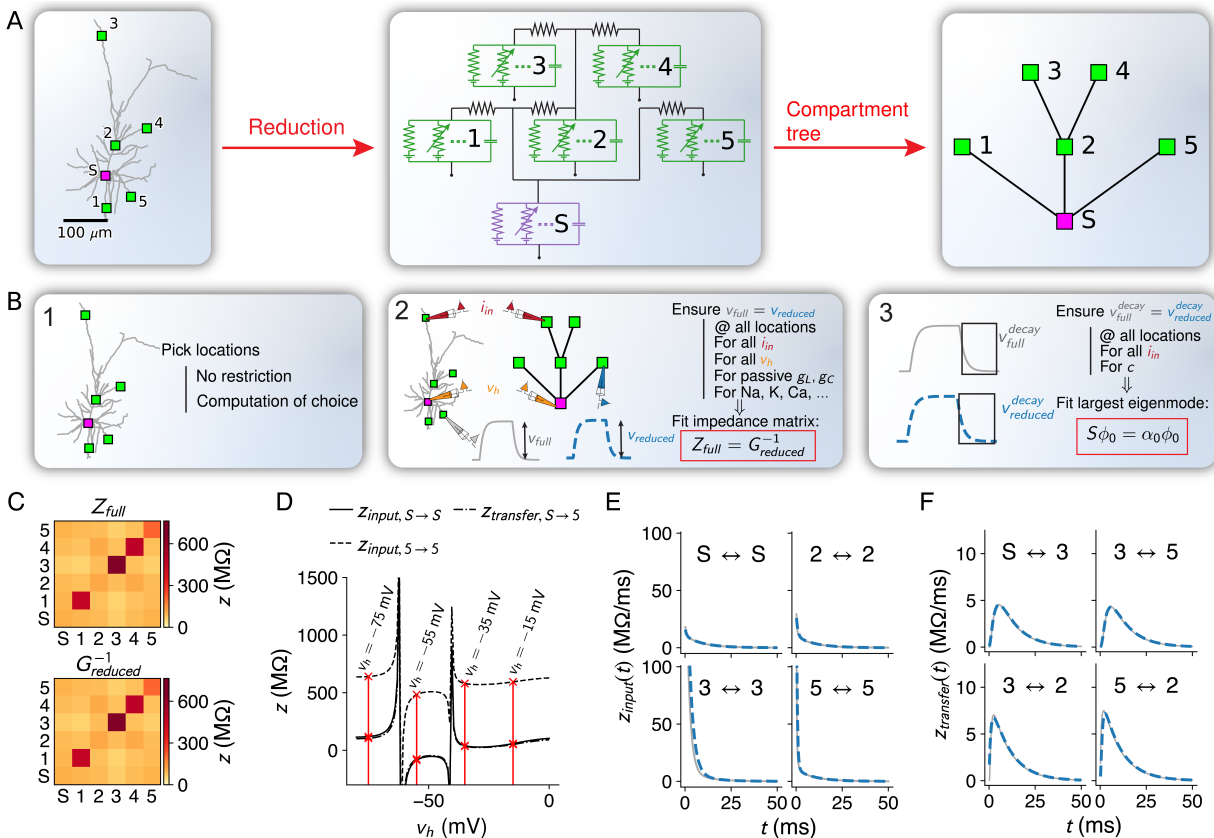 A
3
4
2
S
1
5
100 μm
Reduction
...3
...4
...1
...2
...5
...S
Compartment
tree
3
4
1
2
5
S
B
1
Pick locations
No restriction
Computation of choice
2
i_in
v_h
i
v_full
v_reduced
Ensure v_full = v_reduced
@ all locations
For all i_in
For all v_h
For passive g_L, g_C
For Na, K, Ca, ...
⇓
Fit impedance matrix:
Z_full = G_reduced^−1
3
v_full^decay
v_reduced^decay
Ensure v_full^decay = v_reduced^decay
@ all locations
For all i_in
For c
⇓
Fit largest eigenmode:
Sϕ_0 = α_0ϕ_0
C
Z_full
5
4
3
2
1
S
S 1 2 3 4 5
600
300
0
z (MΩ)
G_reduced^−1
5
4
3
2
1
S
S 1 2 3 4 5
600
300
0
z (MΩ)
D
z_input, S→S
z_transfer, S→5
z_input, 5→5
1500
1000
500
0
z (MΩ)
v_h = −75 mV
v_h = −55 mV
v_h = −35 mV
v_h = −15 mV
−50
0
v_h (mV)
E
z_input(t) (MΩ/ms)
100
50
0
S ↔ S
2 ↔ 2
100
50
0
3 ↔ 3
5 ↔ 5
0 25 50
0 25 50
t (ms)
F
z_transfer(t) (MΩ/ms)
10
5
0
S ↔ 3
3 ↔ 5
10
5
0
3 ↔ 2
5 ↔ 2
0 25 50
0 25 50
t (ms)